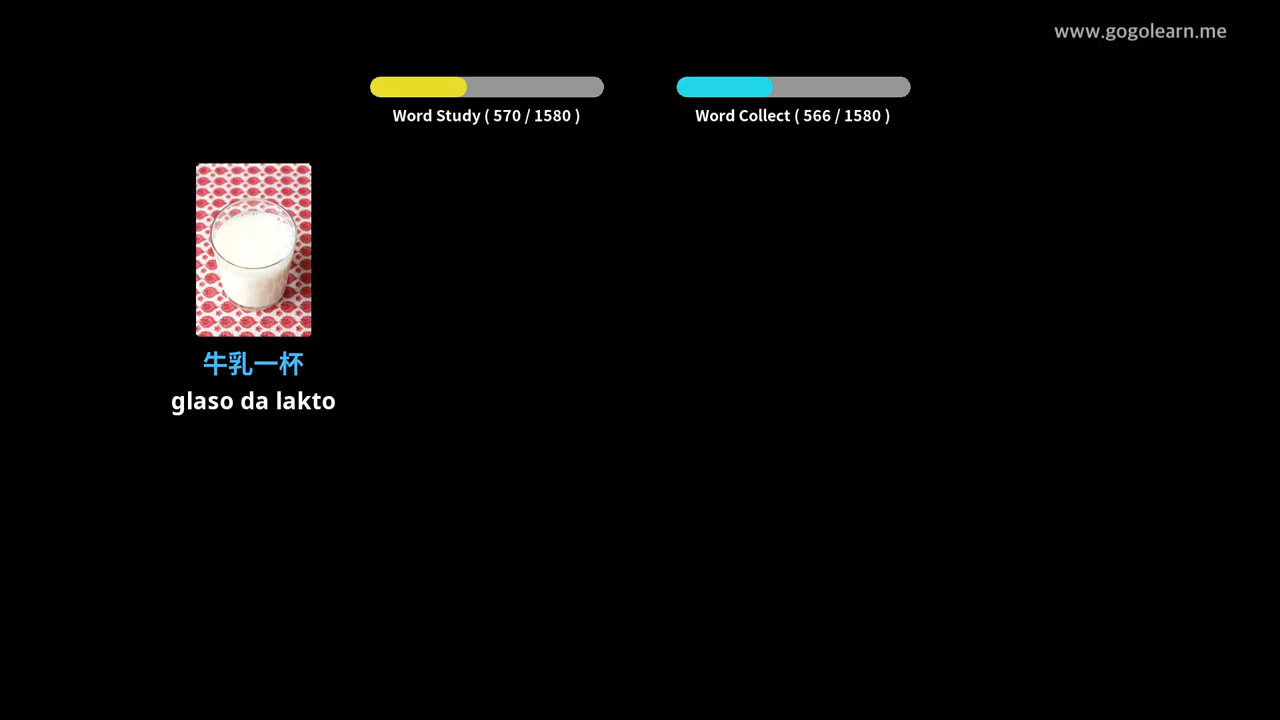 www.gogolearn.me
Word Study ( 570 / 1580 )
Word Collect ( 566 / 1580 )
牛乳一杯
glaso da lakto